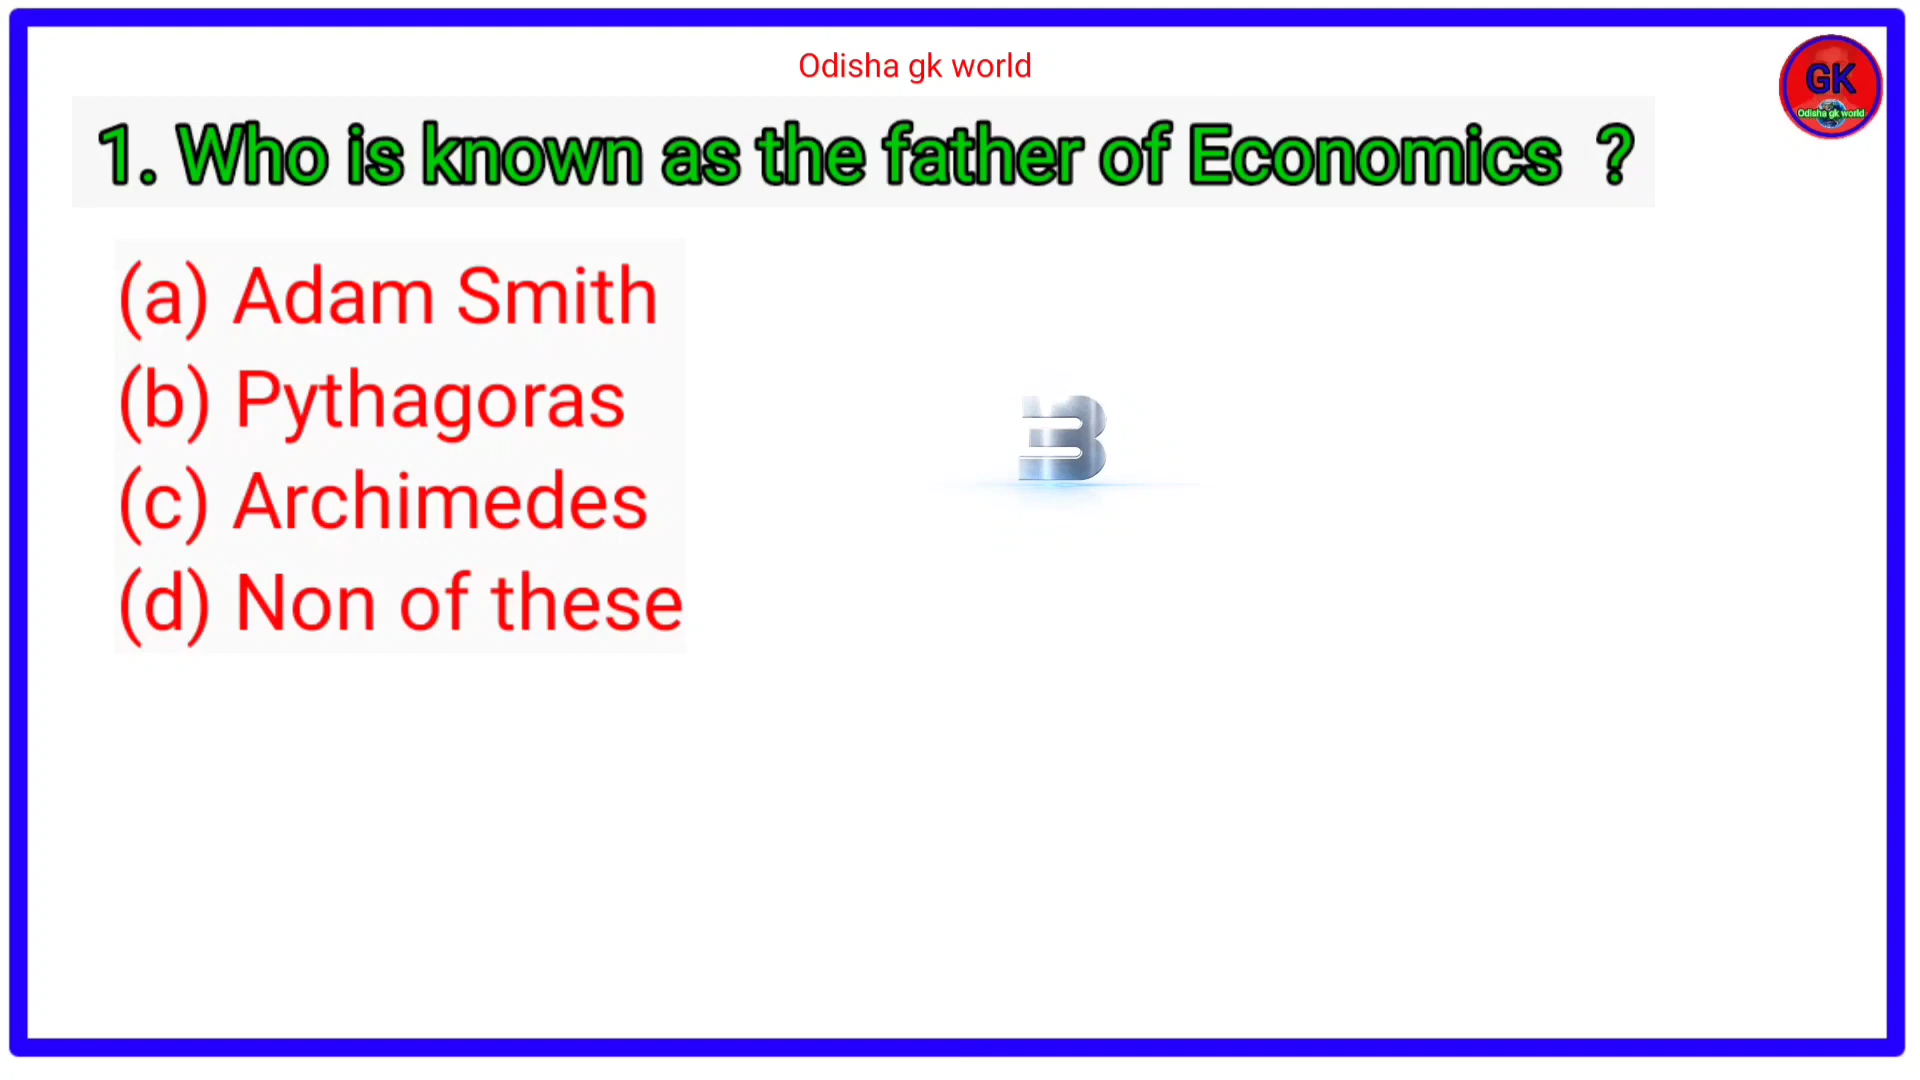 Odisha gk world
GK
Odisha gk world
1. Who is known as the father of Economics ?
(a) Adam Smith
(b) Pythagoras
(c) Archimedes
(d) Non of these
3